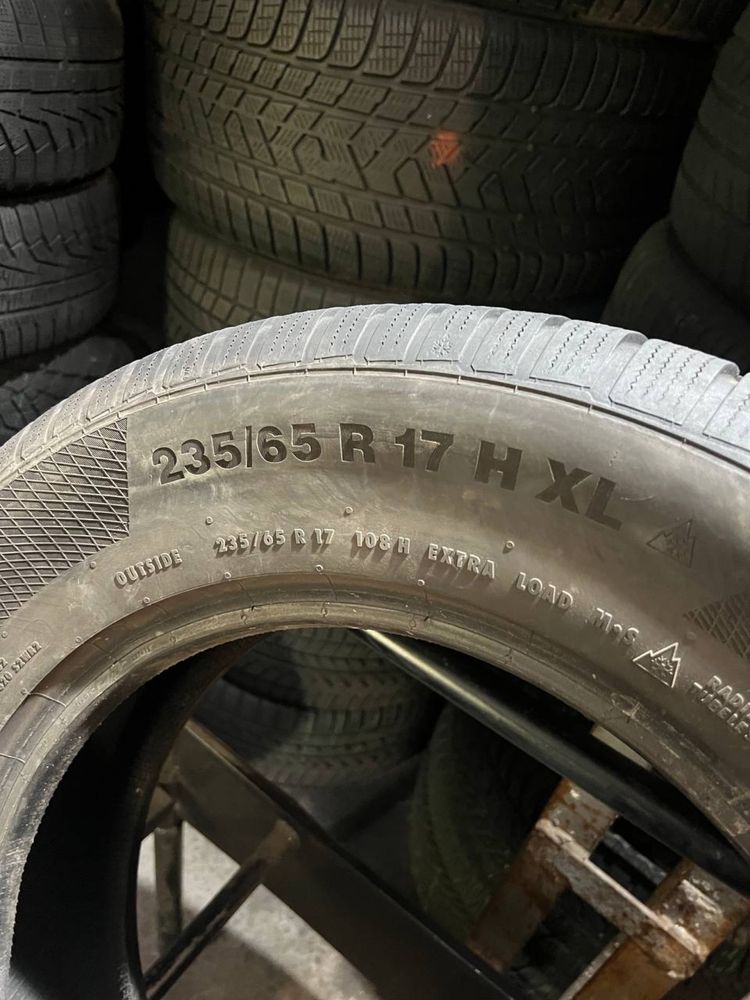 235/65 R 17 H XL
OUTSIDE 235/65 R 17 108 H EXTRA LOAD M+S